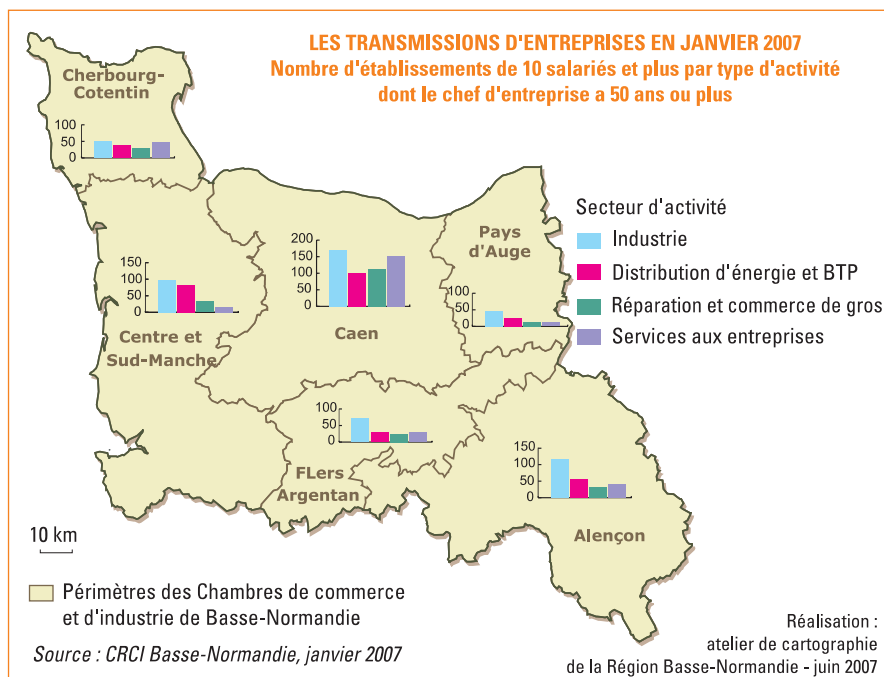 LES TRANSMISSIONS D'ENTREPRISES EN JANVIER 2007
Nombre d'établissements de 10 salariés et plus par type d'activité
dont le chef d'entreprise a 50 ans ou plus
Cherbourg-
Cotentin
100
50
0
Secteur d'activité
Industrie
Distribution d'énergie et BTP
Réparation et commerce de gros
Services aux entreprises
Pays
d'Auge
100
50
0
200
150
100
50
0
Caen
150
100
50
0
Centre et
Sud-Manche
100
50
0
FLers
Argentan
150
100
50
0
Alençon
10 km
Périmètres des Chambres de commerce
et d'industrie de Basse-Normandie
Source : CRCI Basse-Normandie, janvier 2007
Réalisation :
atelier de cartographie
de la Région Basse-Normandie - juin 2007